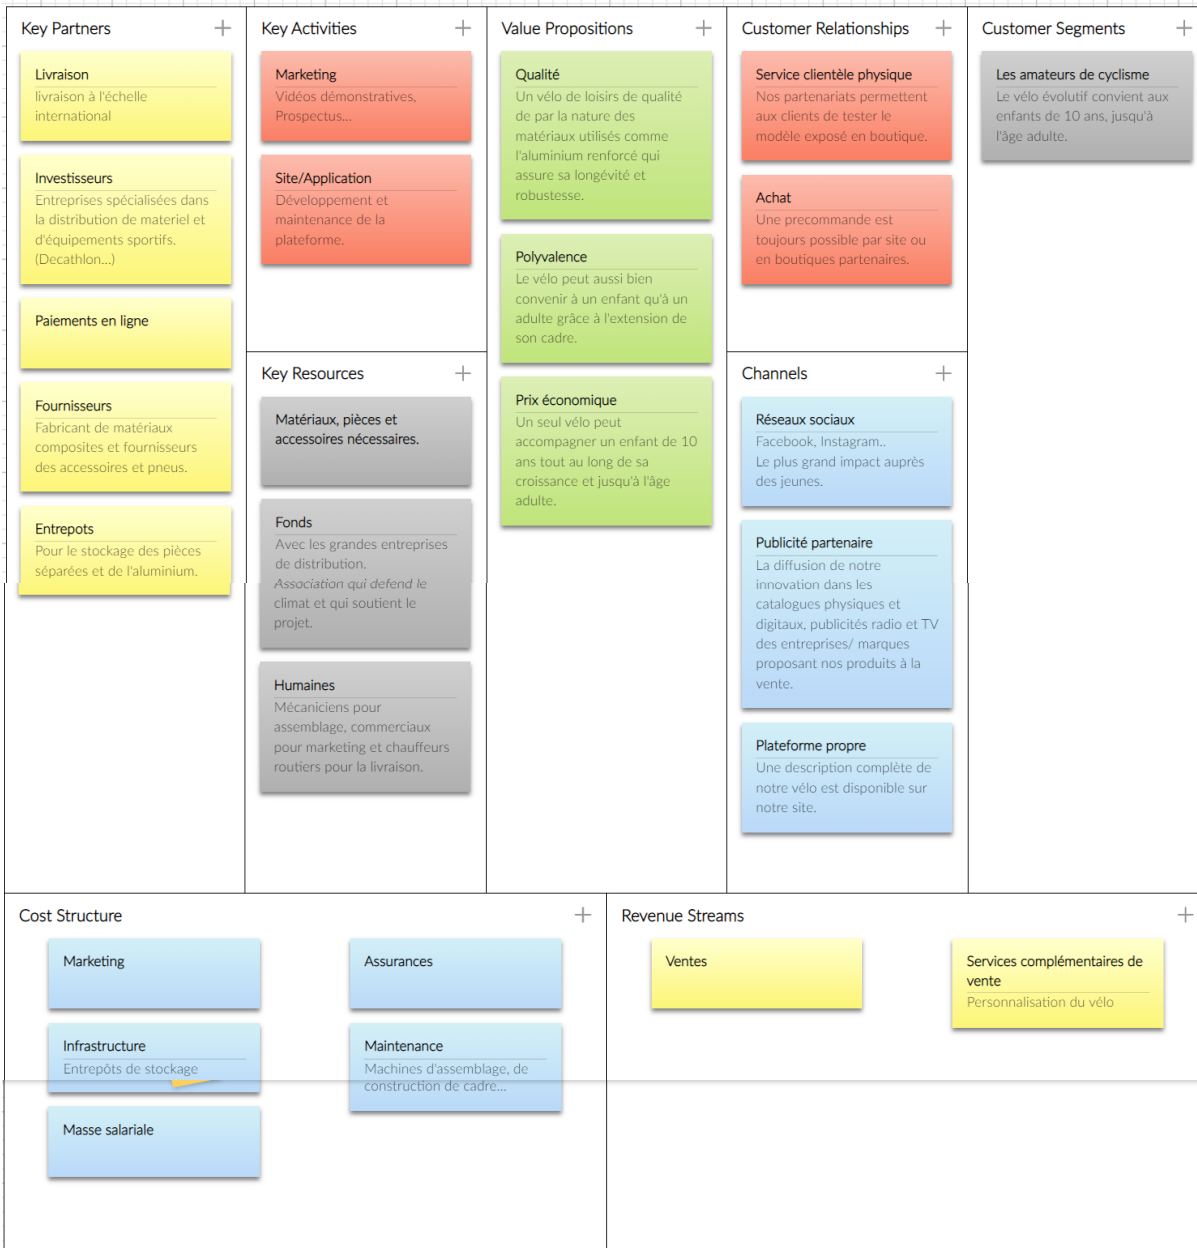 Key Partners
Livraison
livraison à l'échelle
international
Investisseurs
Entreprises spécialisées dans
la distribution de materiel et
d'équipements sportifs.
(Decathlon...)
Paiements en ligne
Fournisseurs
Fabricant de matériaux
composites et fournisseurs
des accessoires et pneus.
Entrepots
Pour le stockage des pièces
séparées et de l'aluminium.
Key Activities
Marketing
Vidéos démonstratives,
Prospectus...
Site/Application
Développement et
maintenance de la
plateforme.
Key Resources
Matériaux, pièces et
accessoires nécessaires.
Fonds
Avec les grandes entreprises
de distribution.
Association qui defend le
climat et qui soutient le
projet.
Humaines
Mécaniciens pour
assemblage, commerciaux
pour marketing et chauffeurs
routiers pour la livraison.
Value Propositions
Qualité
Un vélo de loisirs de qualité
de par la nature des
matériaux utilisés comme
l'aluminium renforcé qui
assure sa longévité et
robustesse.
Polyvalence
Le vélo peut aussi bien
convenir à un enfant qu'à un
adulte grâce à l'extension de
son cadre.
Prix économique
Un seul vélo peut
accompagner un enfant de 10
ans tout au long de sa
croissance et jusqu'à l'âge
adulte.
Customer Relationships
Service clientèle physique
Nos partenariats permettent
aux clients de tester le
modèle exposé en boutique.
Achat
Une precommande est
toujours possible par site ou
en boutiques partenaires.
Channels
Réseaux sociaux
Facebook, Instagram..
Le plus grand impact auprès
des jeunes.
Publicité partenaire
La diffusion de notre
innovation dans les
catalogues physiques et
digitaux, publicités radio et TV
des entreprises/ marques
proposant nos produits à la
vente.
Plateforme propre
Une description complète de
notre vélo est disponible sur
notre site.
Customer Segments
Les amateurs de cyclisme
Le vélo évolutif convient aux
enfants de 10 ans, jusqu'à
l'âge adulte.
Cost Structure
Marketing
Infrastructure
Entrepôts de stockage
Masse salariale
Assurances
Maintenance
Machines d'assemblage, de
construction de cadre...
Revenue Streams
Ventes
Services complémentaires de
vente
Personnalisation du vélo